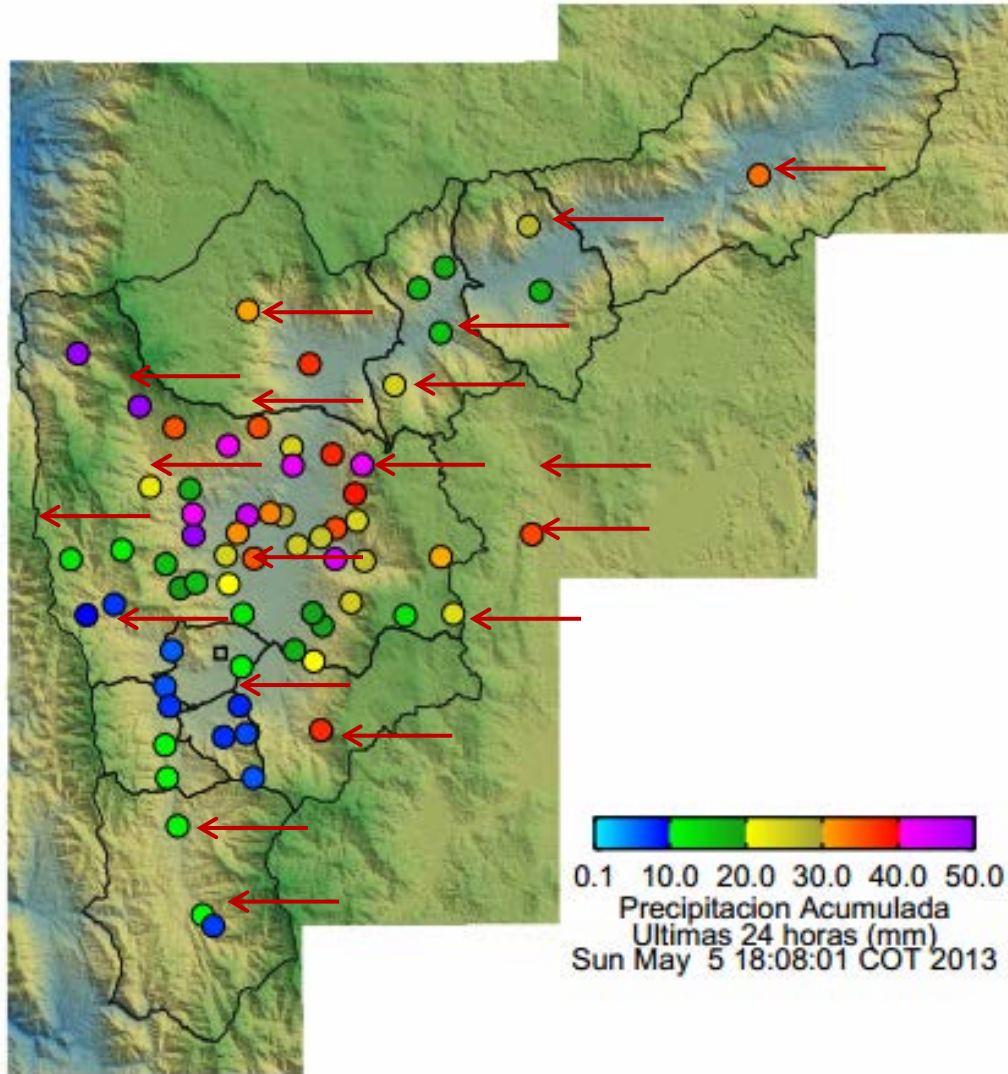 0.1 10.0 20.0 30.0 40.0 50.0
Precipitacion Acumulada
Ultimas 24 horas (mm)
Sun May  5 18:08:01 COT 2013